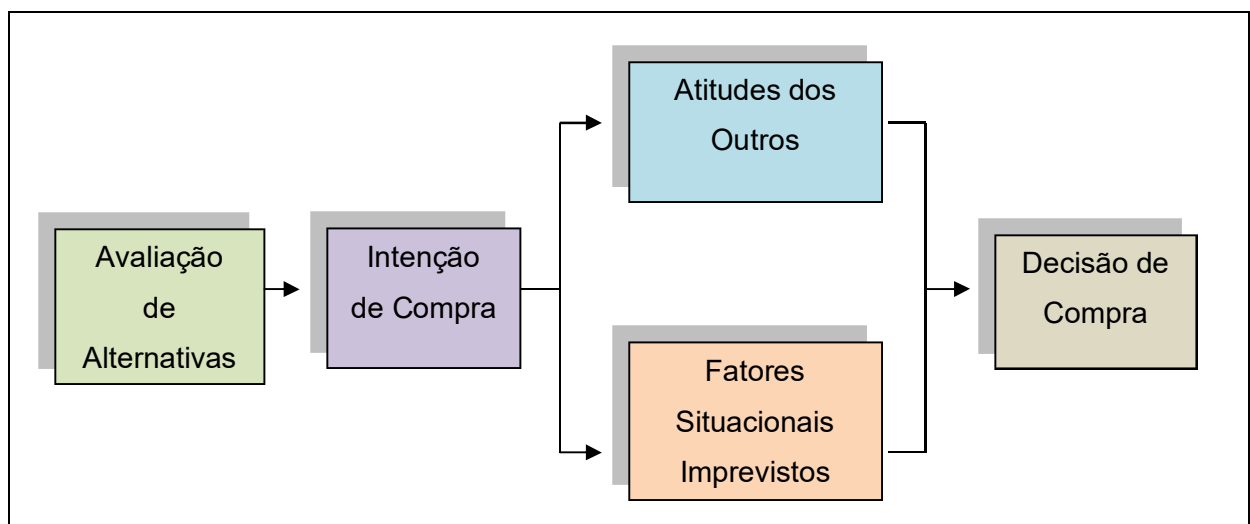 Avaliação
de
Alternativas
Intenção
de Compra
Atitudes dos
Outros
Fatores
Situacionais
Imprevistos
Decisão de
Compra